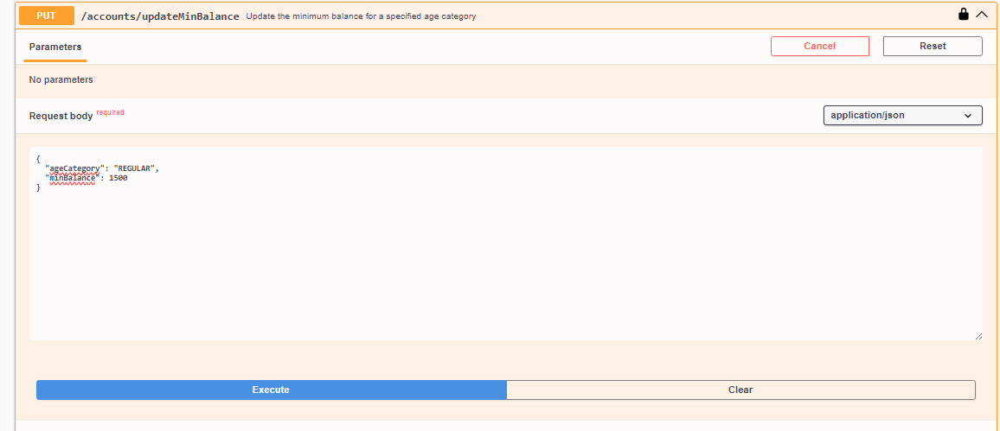 PUT /accounts/updateMinBalance Update the minimum balance for a specified age category
Parameters
Cancel
Reset
No parameters
Request body required
application/json
{
  "ageCategory": "REGULAR",
  "minBalance": 1500
}
Execute
Clear